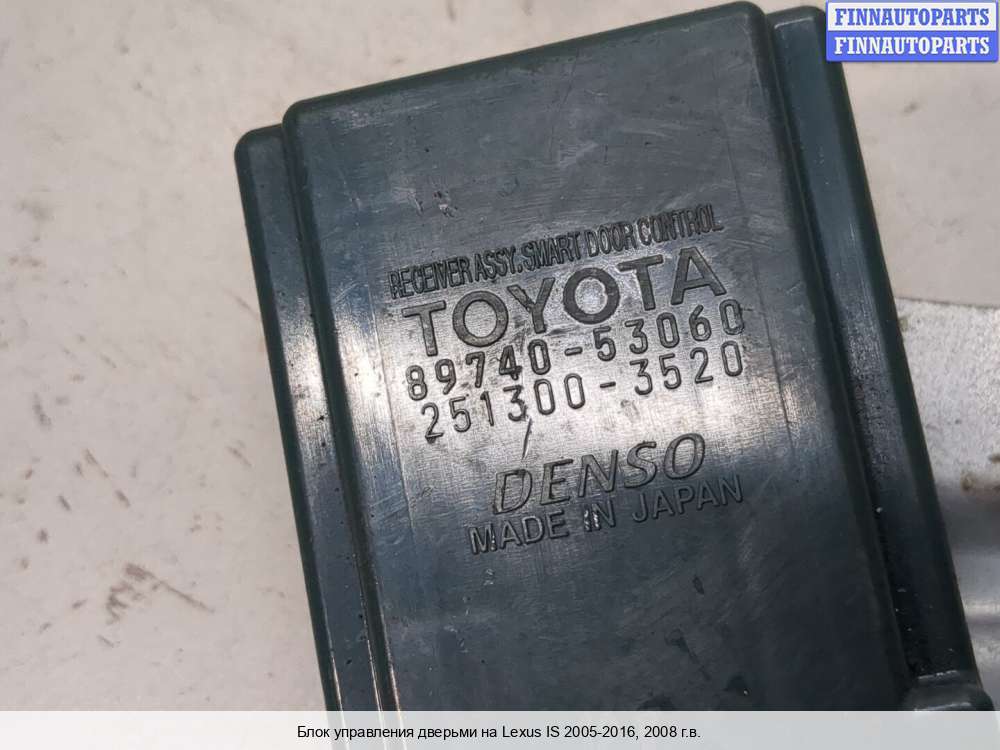 FINNAUTOPARTS
FINNAUTOPARTS
RECEIVER ASSY. SMART DOOR CONTROL
TOYOTA
89740-53060
251300-3520
DENSO
MADE IN JAPAN
Блок управления дверьми на Lexus IS 2005-2016, 2008 г.в.